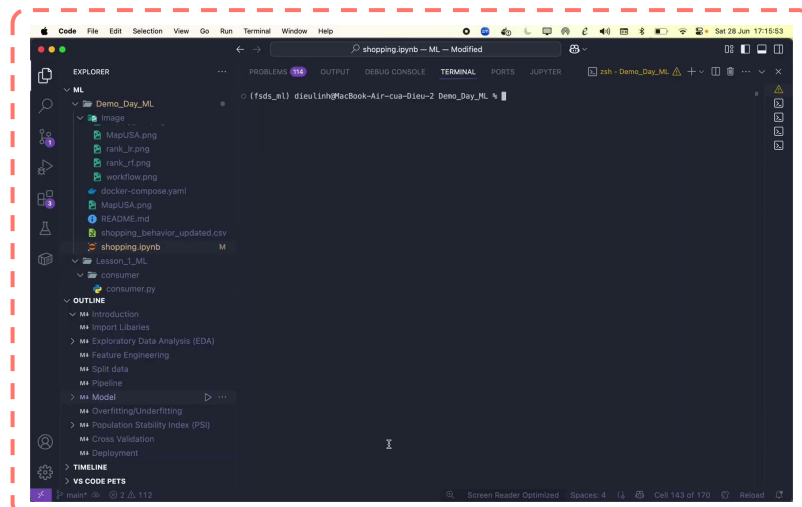 Code File Edit Selection View Go Run Terminal Window Help Sat 28 Jun 17:15:53
shopping.ipynb — ML — Modified
EXPLORER
PROBLEMS 114 OUTPUT DEBUG CONSOLE TERMINAL PORTS JUPYTER zsh - Demo_Day_ML
ML
(fsds_ml) dieulinh@MacBook-Air-cua-Dieu-2 Demo_Day_ML %
Demo_Day_ML
Image
MapUSA.png
rank_lr.png
rank_rf.png
workflow.png
docker-compose.yaml
MapUSA.png
README.md
shopping_behavior_updated.csv
shopping.ipynb M
Lesson_1_ML
consumer
consumer.py
OUTLINE
M↓ Introduction
M↓ Import Libaries
M↓ Exploratory Data Analysis (EDA)
M↓ Feature Engineering
M↓ Split data
M↓ Pipeline
M↓ Model
M↓ Overfitting/Underfitting
M↓ Population Stability Index (PSI)
M↓ Cross Validation
M↓ Deployment
TIMELINE
VS CODE PETS
main* 2 112 Screen Reader Optimized Spaces: 4 Cell 143 of 170 Reload